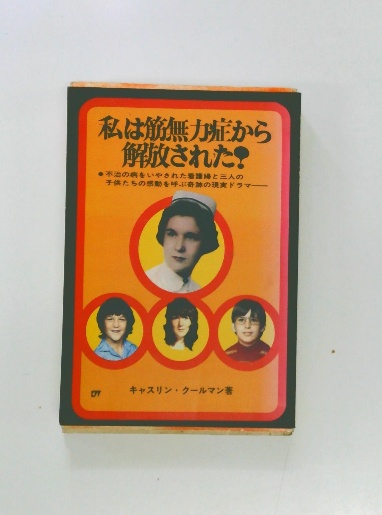 私は筋無力症から
解放された!
●不治の病をいやされた看護婦と三人の
子供たちの感動を呼ぶ奇跡の現実ドラマ——
キャスリン・クールマン著